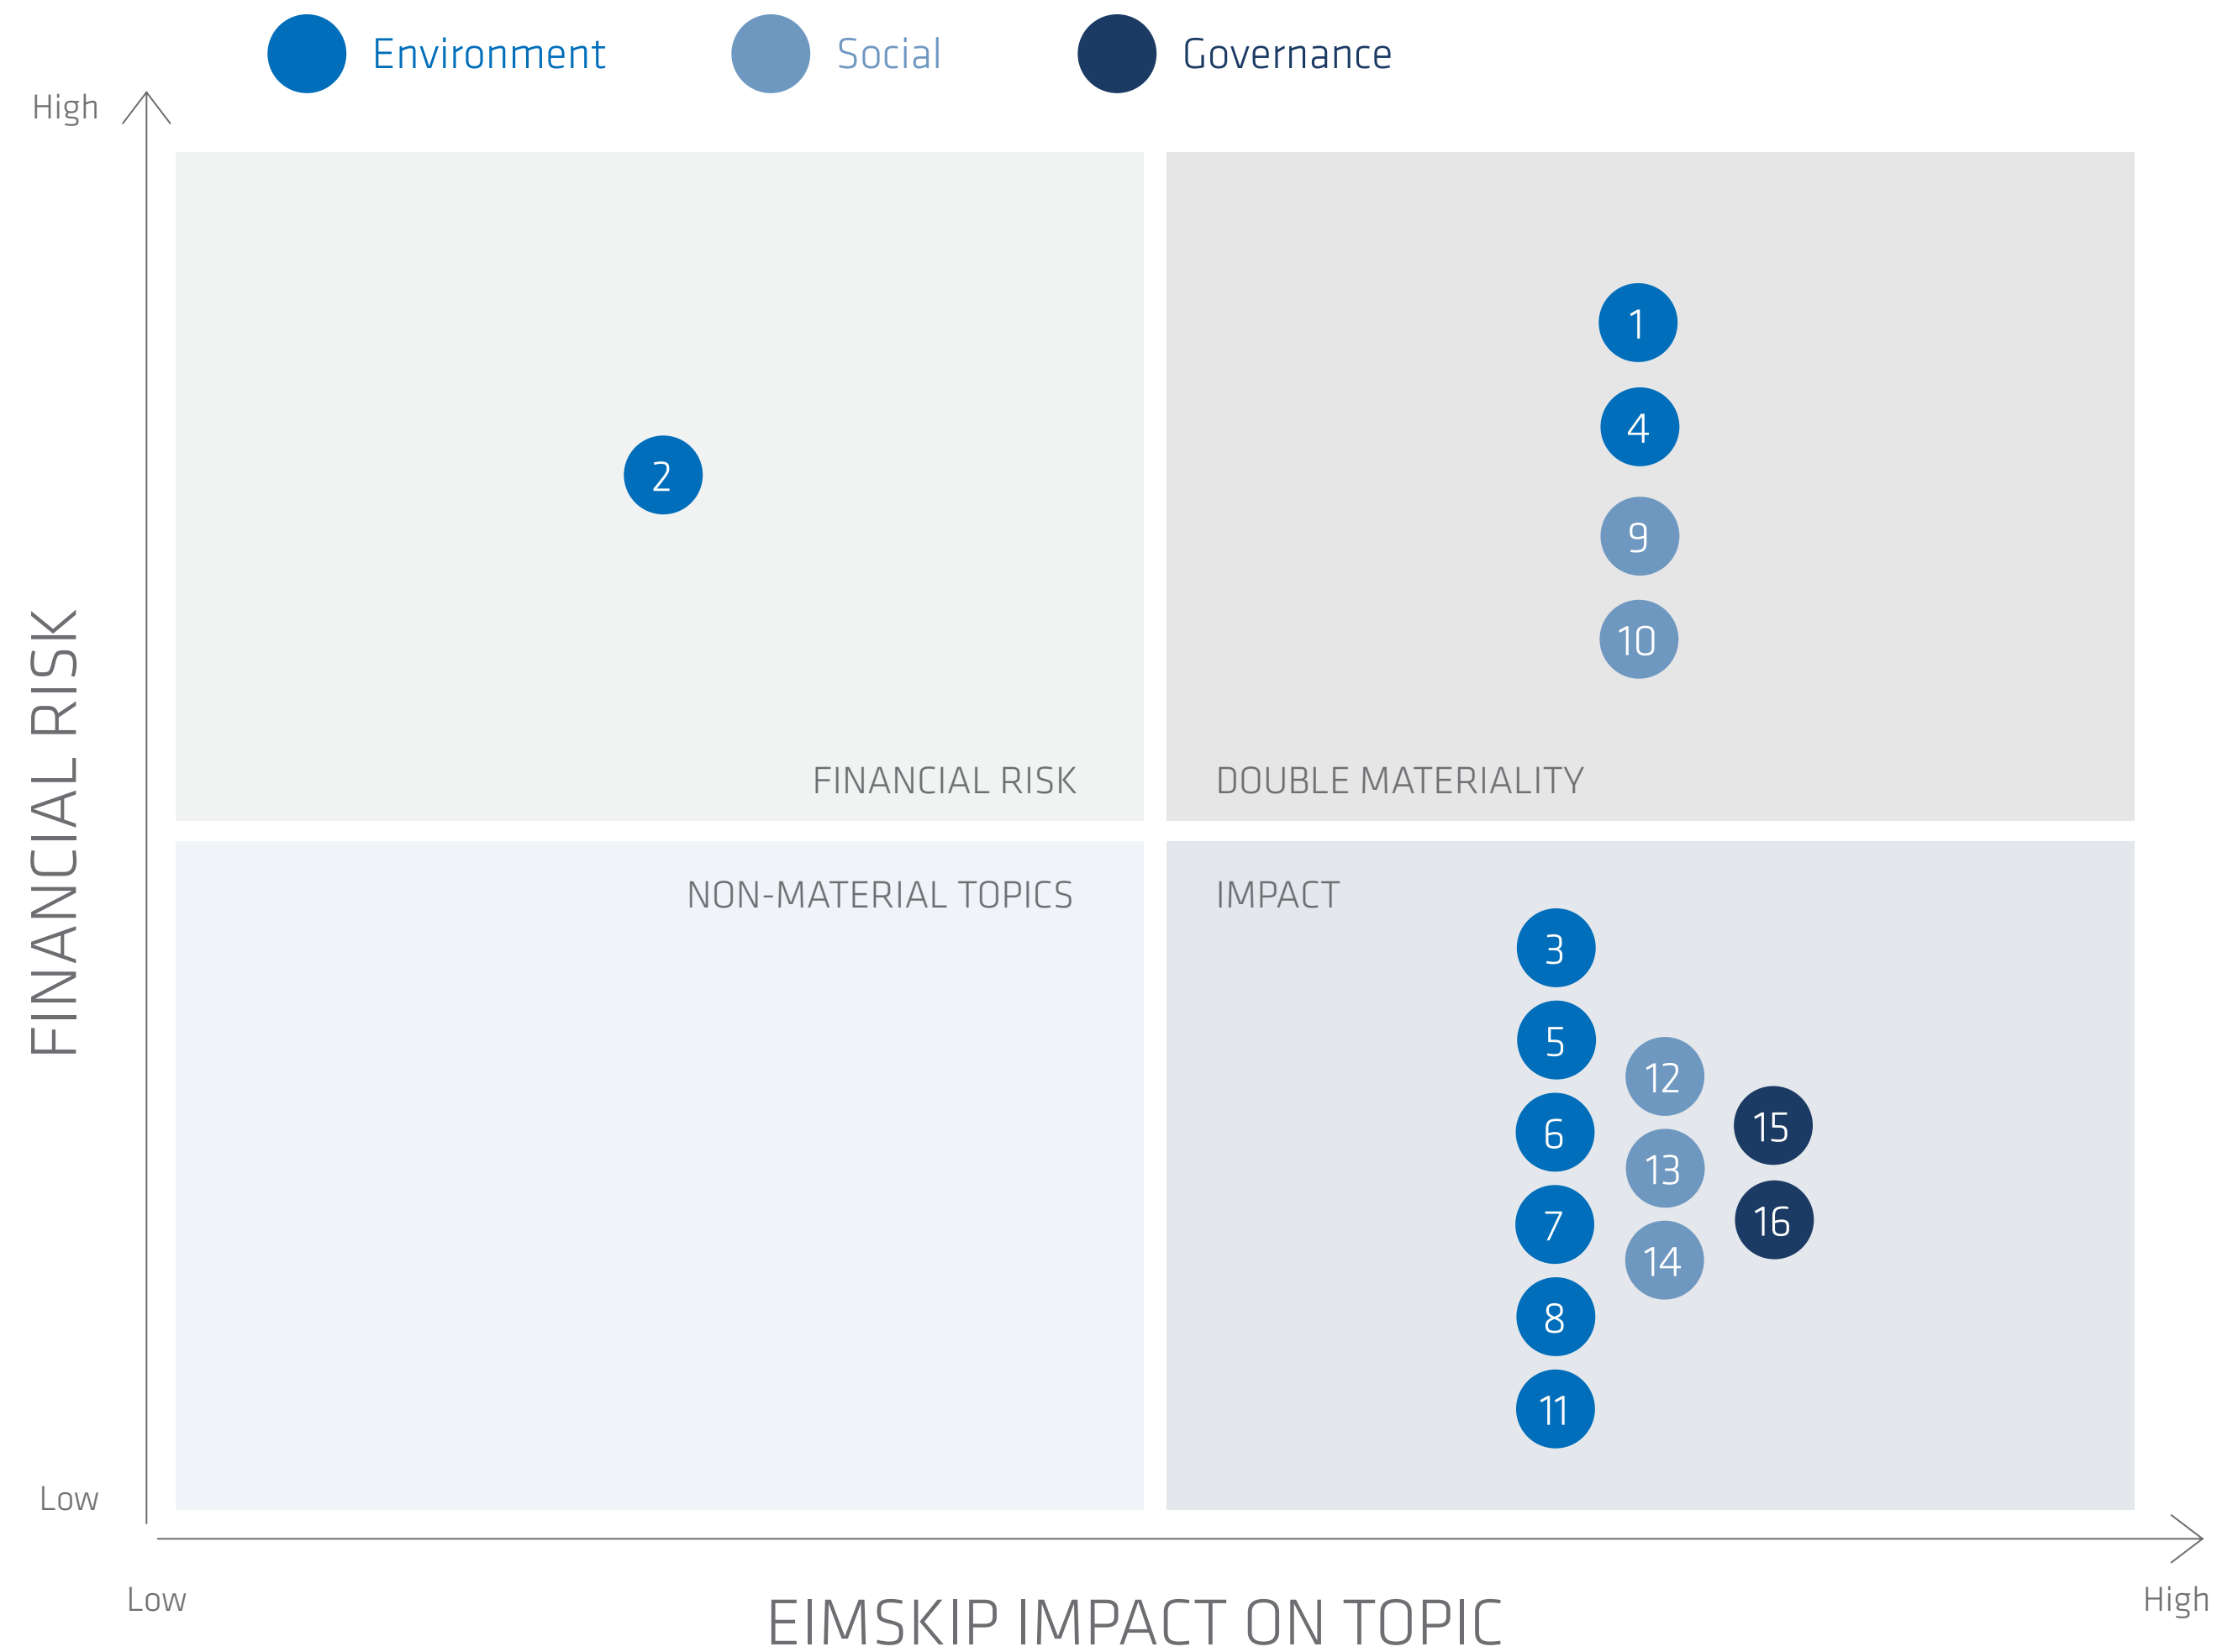 Environment
Social
Governance
High
FINANCIAL RISK
1
4
2
9
10
FINANCIAL RISK
DOUBLE MATERIALITY
NON-MATERIAL TOPICS
IMPACT
3
5
12
15
6
13
7
16
14
8
11
Low
Low
EIMSKIP IMPACT ON TOPIC
High